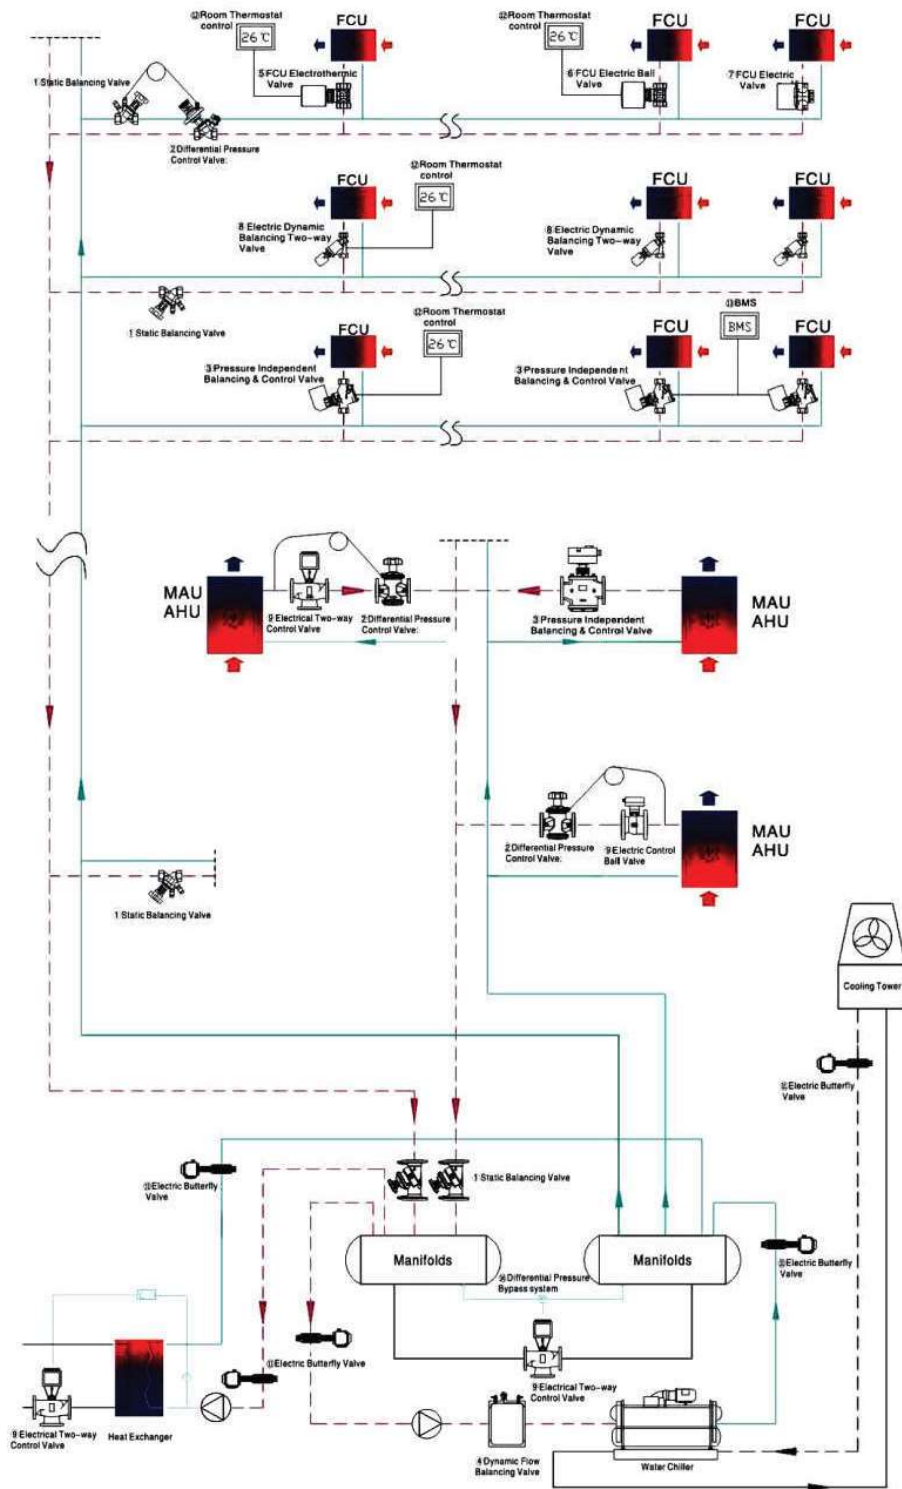 ⑫Room Thermostat
control
26℃
FCU
⑫Room Thermostat
control
26℃
FCU
FCU
1 Static Balancing Valve
5 FCU Electrothermic
Valve
6 FCU Electric Ball
Valve
7 FCU Electric
Valve
2 Differential Pressure
Control Valve:
⑫Room Thermostat
control
26℃
FCU
FCU
FCU
8 Electric Dynamic
Balancing Two-way
Valve
8 Electric Dynamic
Balancing Two-way
Valve
1 Static Balancing Valve
⑫Room Thermostat
control
26℃
⑪BMS
BMS
FCU
FCU
FCU
3 Pressure Independent
Balancing & Control Valve
3 Pressure Independent
Balancing & Control Valve
MAU
AHU
9 Electrical Two-way
Control Valve
2 Differential Pressure
Control Valve:
3 Pressure Independent
Balancing & Control Valve
MAU
AHU
2 Differential Pressure
Control Valve:
9 Electric Control
Ball Valve
MAU
AHU
1 Static Balancing Valve
Cooling Tower
Electric Butterfly
Valve
1 Static Balancing Valve
Electric Butterfly
Valve
Manifolds
Manifolds
Differential Pressure
Bypass system
Electric Butterfly
Valve
Electric Butterfly Valve
9 Electrical Two-way
Control Valve
9 Electrical Two-way
Control Valve
Heat Exchanger
4 Dynamic Flow
Balancing Valve
Water Chiller